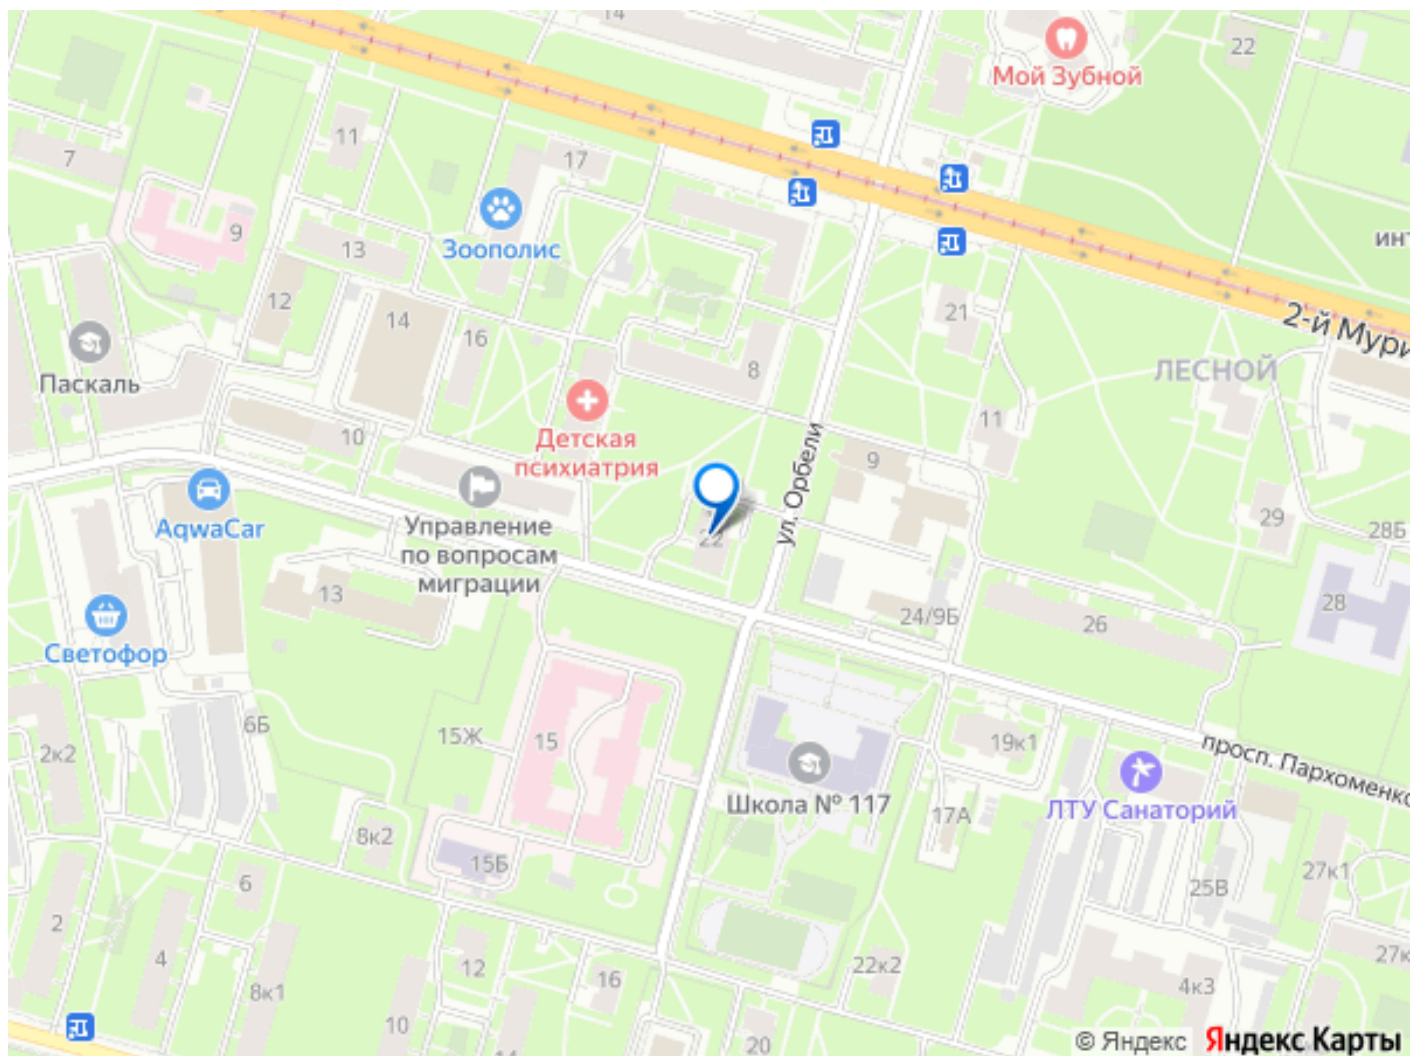 14
22
Мой Зубной
11
17
7
Зоополис
9
13
12
14
16
21
инт
2-й Мури
ЛЕСНОЙ
Паскаль
8
11
10
Детская
психиатрия
ул. Орбели
9
AqwaCar
Управление
по вопросам
миграции
22
29
28Б
13
24/9Б
26
28
Светофор
6Б
15Ж
15
19к1
просп. Пархоменко
2к2
Школа № 117
ЛТУ Санаторий
17А
8к2
15Б
27к1
6
25В
2
4
12
16
22к2
27к
8к1
4к3
10
14
20
© Яндекс Яндекс Карты